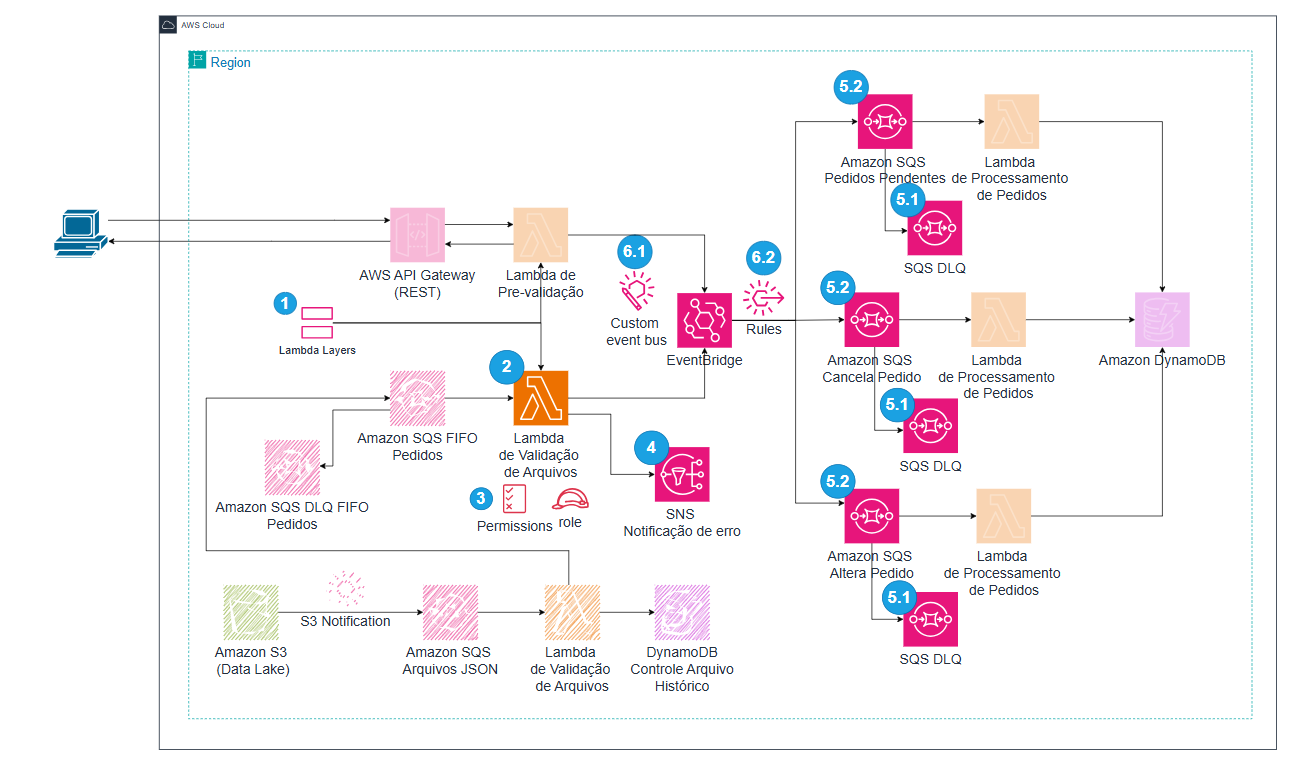 AWS Cloud
Region
5.2
Amazon SQS
Pedidos Pendentes
Lambda
de Processamento
de Pedidos
5.1
SQS DLQ
AWS API Gateway
(REST)
Lambda de
Pre-validação
6.1
Custom
event bus
EventBridge
6.2
Rules
1
Lambda Layers
5.2
Amazon SQS
Cancela Pedido
Lambda
de Processamento
de Pedidos
Amazon DynamoDB
5.1
SQS DLQ
2
Amazon SQS FIFO
Pedidos
Lambda
de Validação
de Arquivos
Amazon SQS DLQ FIFO
Pedidos
3
Permissions
role
4
SNS
Notificação de erro
5.2
Amazon SQS
Altera Pedido
Lambda
de Processamento
de Pedidos
5.1
SQS DLQ
Amazon S3
(Data Lake)
S3 Notification
Amazon SQS
Arquivos JSON
Lambda
de Validação
de Arquivos
DynamoDB
Controle Arquivo
Histórico